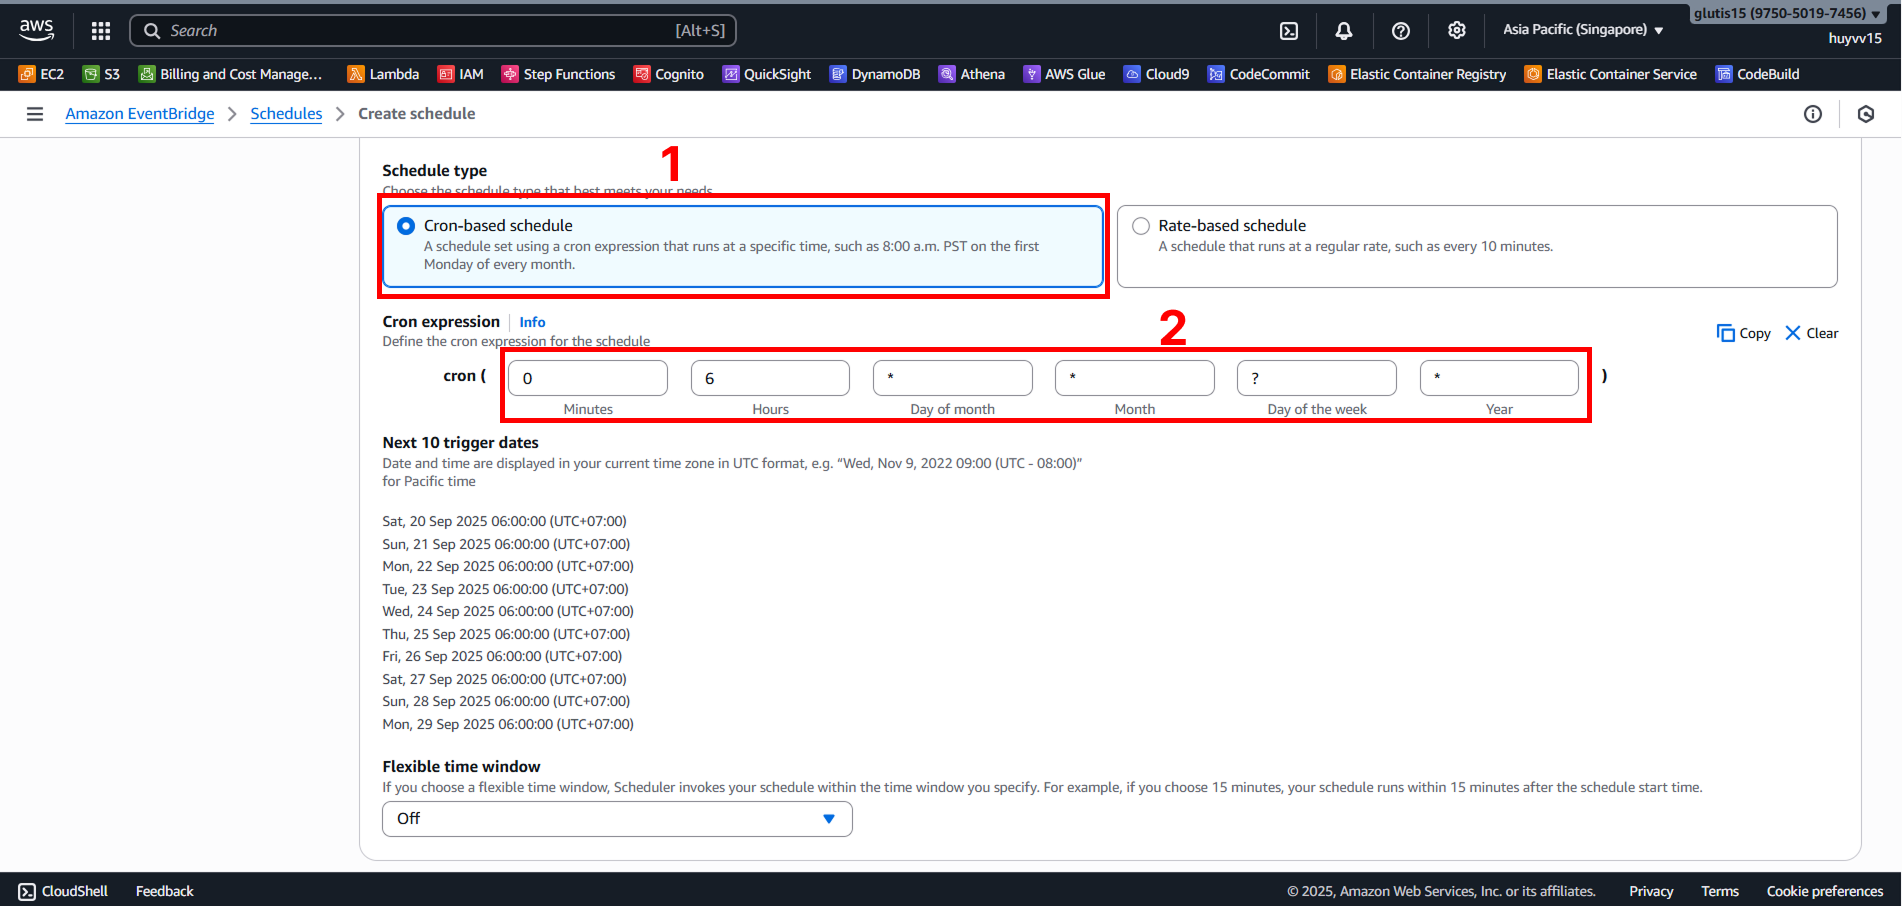 aws
Search
[Alt+S]
Asia Pacific (Singapore)
glutis15 (9750-5019-7456)
huyvv15
EC2
S3
Billing and Cost Manage...
Lambda
IAM
Step Functions
Cognito
QuickSight
DynamoDB
Athena
AWS Glue
Cloud9
CodeCommit
Elastic Container Registry
Elastic Container Service
CodeBuild
Amazon EventBridge
Schedules
Create schedule
Schedule type
1
Choose the schedule type that best meets your needs
Cron-based schedule
A schedule set using a cron expression that runs at a specific time, such as 8:00 a.m. PST on the first
Monday of every month.
Rate-based schedule
A schedule that runs at a regular rate, such as every 10 minutes.
Cron expression
Info
Define the cron expression for the schedule
2
Copy
Clear
cron ( 0 6 * * ? * )
Minutes
Hours
Day of month
Month
Day of the week
Year
Next 10 trigger dates
Date and time are displayed in your current time zone in UTC format, e.g. “Wed, Nov 9, 2022 09:00 (UTC - 08:00)”
for Pacific time
Sat, 20 Sep 2025 06:00:00 (UTC+07:00)
Sun, 21 Sep 2025 06:00:00 (UTC+07:00)
Mon, 22 Sep 2025 06:00:00 (UTC+07:00)
Tue, 23 Sep 2025 06:00:00 (UTC+07:00)
Wed, 24 Sep 2025 06:00:00 (UTC+07:00)
Thu, 25 Sep 2025 06:00:00 (UTC+07:00)
Fri, 26 Sep 2025 06:00:00 (UTC+07:00)
Sat, 27 Sep 2025 06:00:00 (UTC+07:00)
Sun, 28 Sep 2025 06:00:00 (UTC+07:00)
Mon, 29 Sep 2025 06:00:00 (UTC+07:00)
Flexible time window
If you choose a flexible time window, Scheduler invokes your schedule within the time window you specify. For example, if you choose 15 minutes, your schedule runs within 15 minutes after the schedule start time.
Off
CloudShell
Feedback
© 2025, Amazon Web Services, Inc. or its affiliates.
Privacy
Terms
Cookie preferences